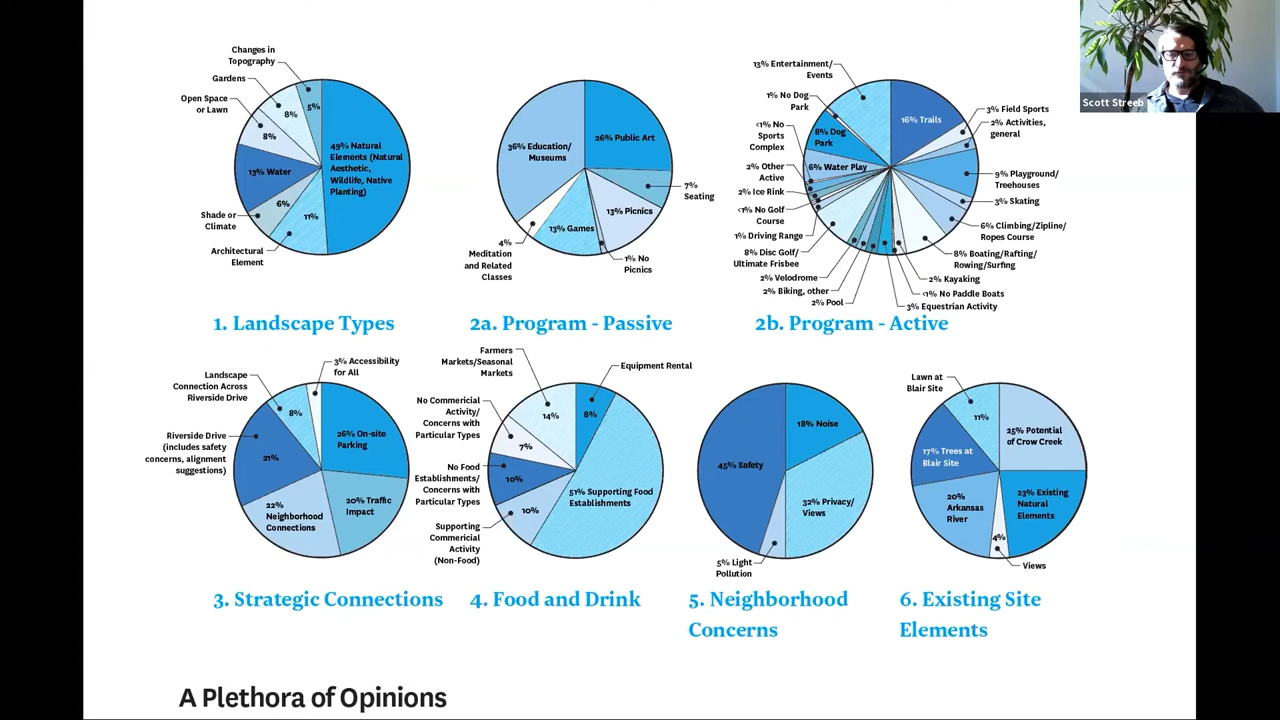 Scott Streeb
Changes in
Topography
Gardens
Open Space
or Lawn
5%
8%
8%
49% Natural
Elements (Natural
Aesthetic,
Wildlife, Native
Planting)
13% Water
6%
11%
Shade or
Climate
Architectural
Element
1. Landscape Types
36% Education/
Museums
26% Public Art
7%
Seating
13% Picnics
13% Games
4%
Meditation
and Related
Classes
1% No
Picnics
2a. Program - Passive
13% Entertainment/
Events
1% No Dog
Park
<1% No
Sports
Complex
8% Dog
Park
6% Water Play
2% Other
Active
2% Ice Rink
<1% No Golf
Course
1% Driving Range
8% Disc Golf/
Ultimate Frisbee
2% Velodrome
2% Biking, other
2% Pool
16% Trails
3% Field Sports
2% Activities,
general
9% Playground/
Treehouses
3% Skating
6% Climbing/Zipline/
Ropes Course
8% Boating/Rafting/
Rowing/Surfing
2% Kayaking
<1% No Paddle Boats
3% Equestrian Activity
2b. Program - Active
3% Accessibility
for All
Landscape
Connection Across
Riverside Drive
8%
Riverside Drive
(includes safety
concerns, alignment
suggestions)
21%
26% On-site
Parking
20% Traffic
Impact
22%
Neighborhood
Connections
3. Strategic Connections
Farmers
Markets/Seasonal
Markets
Equipment Rental
14%
8%
No Commericial
Activity/
Concerns with
Particular Types
7%
No Food
Establishments/
Concerns with
Particular Types
10%
51% Supporting Food
Establishments
10%
Supporting
Commericial
Activity
(Non-Food)
4. Food and Drink
18% Noise
45% Safety
32% Privacy/
Views
5% Light
Pollution
5. Neighborhood
Concerns
Lawn at
Blair Site
11%
25% Potential
of Crow Creek
17% Trees at
Blair Site
20%
Arkansas
River
23% Existing
Natural
Elements
4%
Views
6. Existing Site
Elements
A Plethora of Opinions